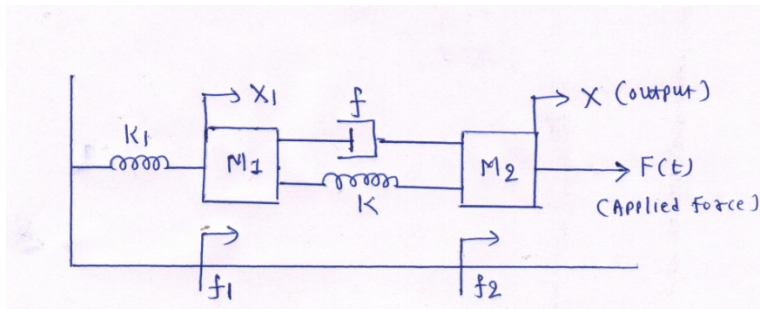 X1
f
X (output)
K1
M1
M2
F(t)
K
(Applied force)
f1
f2